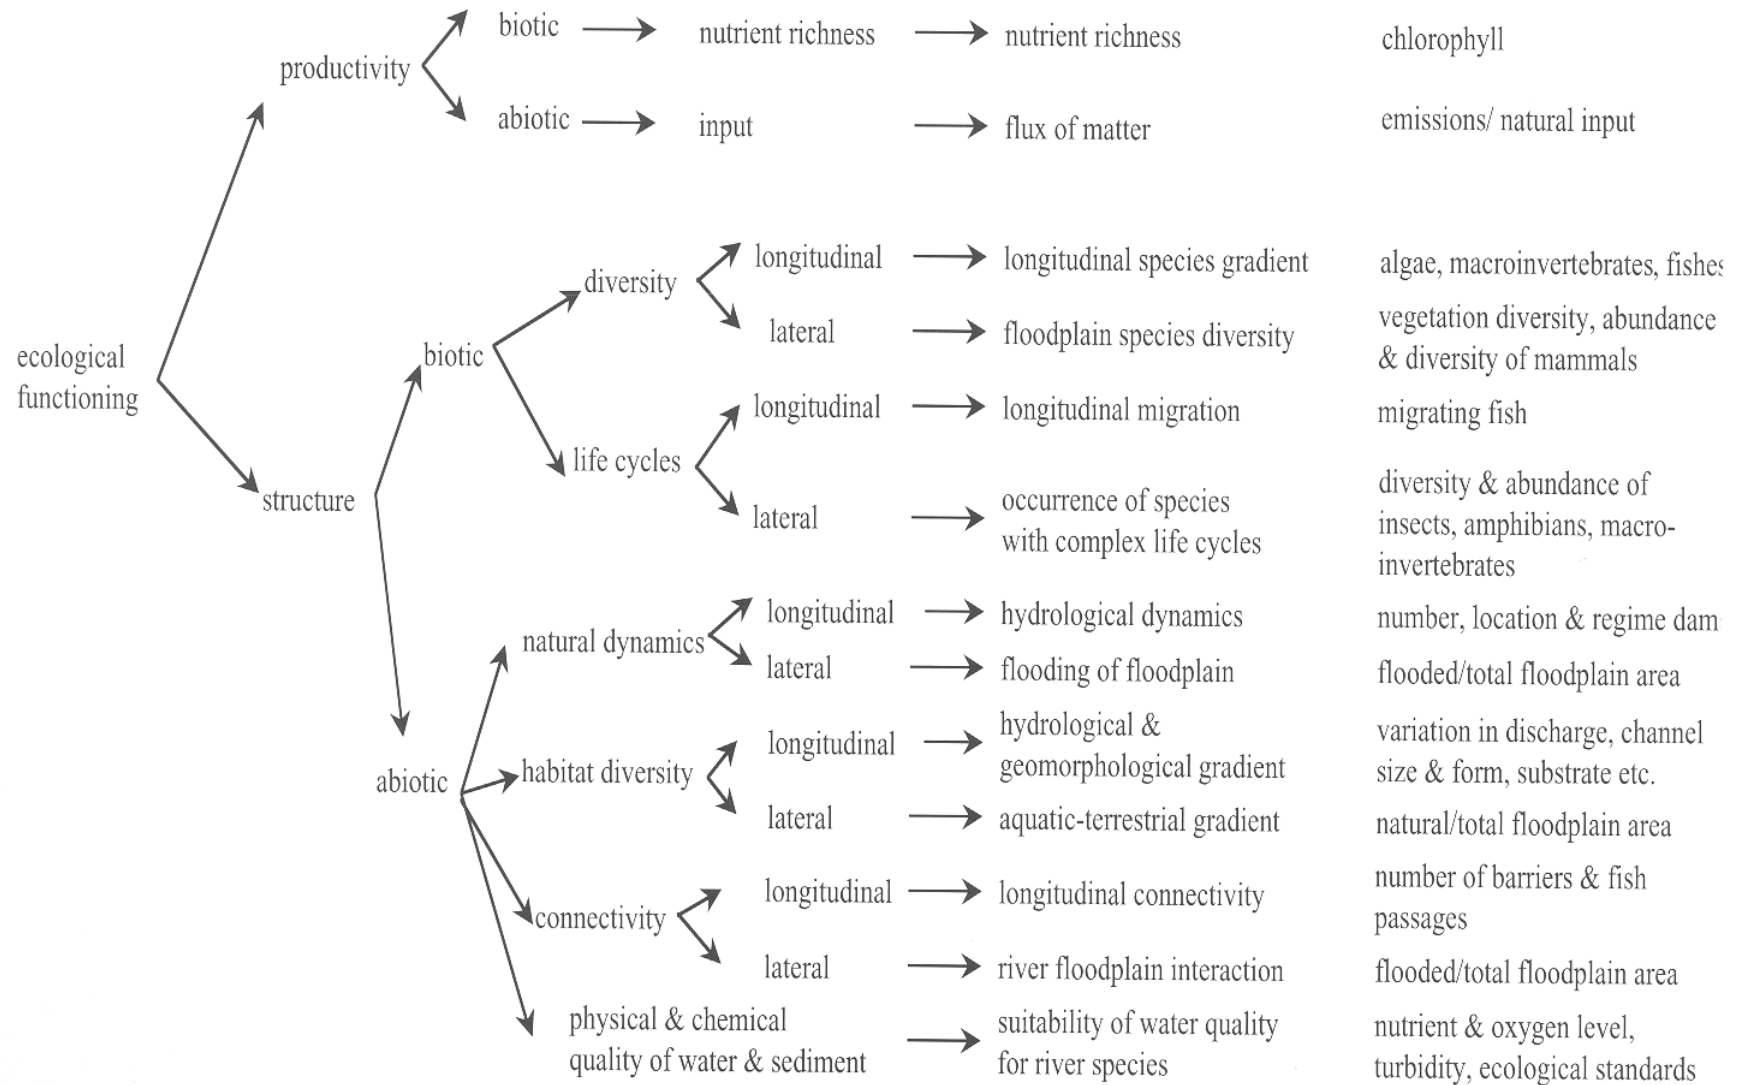 biotic
nutrient richness
nutrient richness
chlorophyll
productivity
abiotic
input
flux of matter
emissions/ natural input
longitudinal
longitudinal species gradient
algae, macroinvertebrates, fishes
diversity
lateral
floodplain species diversity
vegetation diversity, abundance
& diversity of mammals
ecological
functioning
biotic
longitudinal
longitudinal migration
migrating fish
life cycles
structure
lateral
occurrence of species
with complex life cycles
diversity & abundance of
insects, amphibians, macro-
invertebrates
longitudinal
hydrological dynamics
number, location & regime dam
natural dynamics
lateral
flooding of floodplain
flooded/total floodplain area
longitudinal
hydrological &
geomorphological gradient
variation in discharge, channel
size & form, substrate etc.
abiotic
habitat diversity
lateral
aquatic-terrestrial gradient
natural/total floodplain area
longitudinal
longitudinal connectivity
number of barriers & fish
passages
connectivity
lateral
river floodplain interaction
flooded/total floodplain area
physical & chemical
quality of water & sediment
suitability of water quality
for river species
nutrient & oxygen level,
turbidity, ecological standards